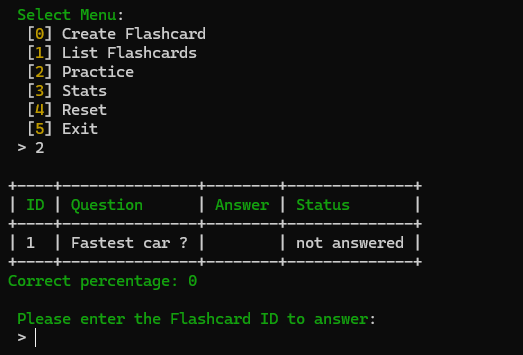 Select Menu:
[0] Create Flashcard
[1] List Flashcards
[2] Practice
[3] Stats
[4] Reset
[5] Exit
> 2
+----+---------------+--------+--------------+
| ID | Question | Answer | Status |
+----+---------------+--------+--------------+
| 1 | Fastest car ? | | not answered |
+----+---------------+--------+--------------+
Correct percentage: 0
Please enter the Flashcard ID to answer:
>